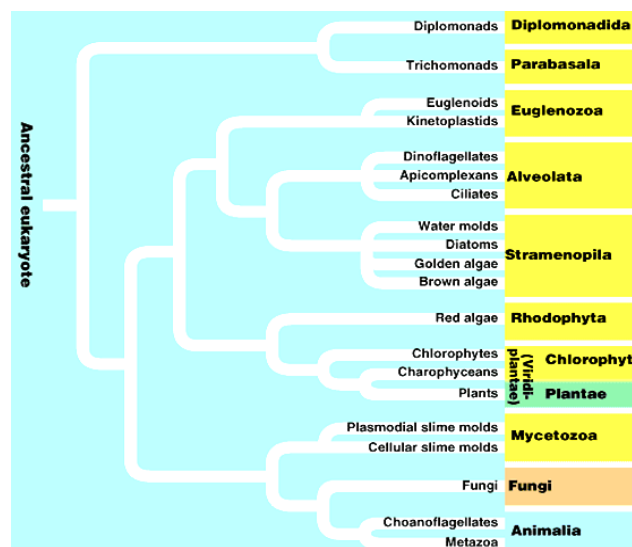 Ancestral eukaryote
Diplomonads
Diplomonadida
Trichomonads
Parabasala
Euglenoids
Kinetoplastids
Euglenozoa
Dinoflagellates
Apicomplexans
Ciliates
Alveolata
Water molds
Diatoms
Golden algae
Brown algae
Stramenopila
Red algae
Rhodophyta
Chlorophytes
Charophyceans
Plants
(Viridi-
plantae)
Chlorophyt
Plantae
Plasmodial slime molds
Cellular slime molds
Mycetozoa
Fungi
Fungi
Choanoflagellates
Metazoa
Animalia